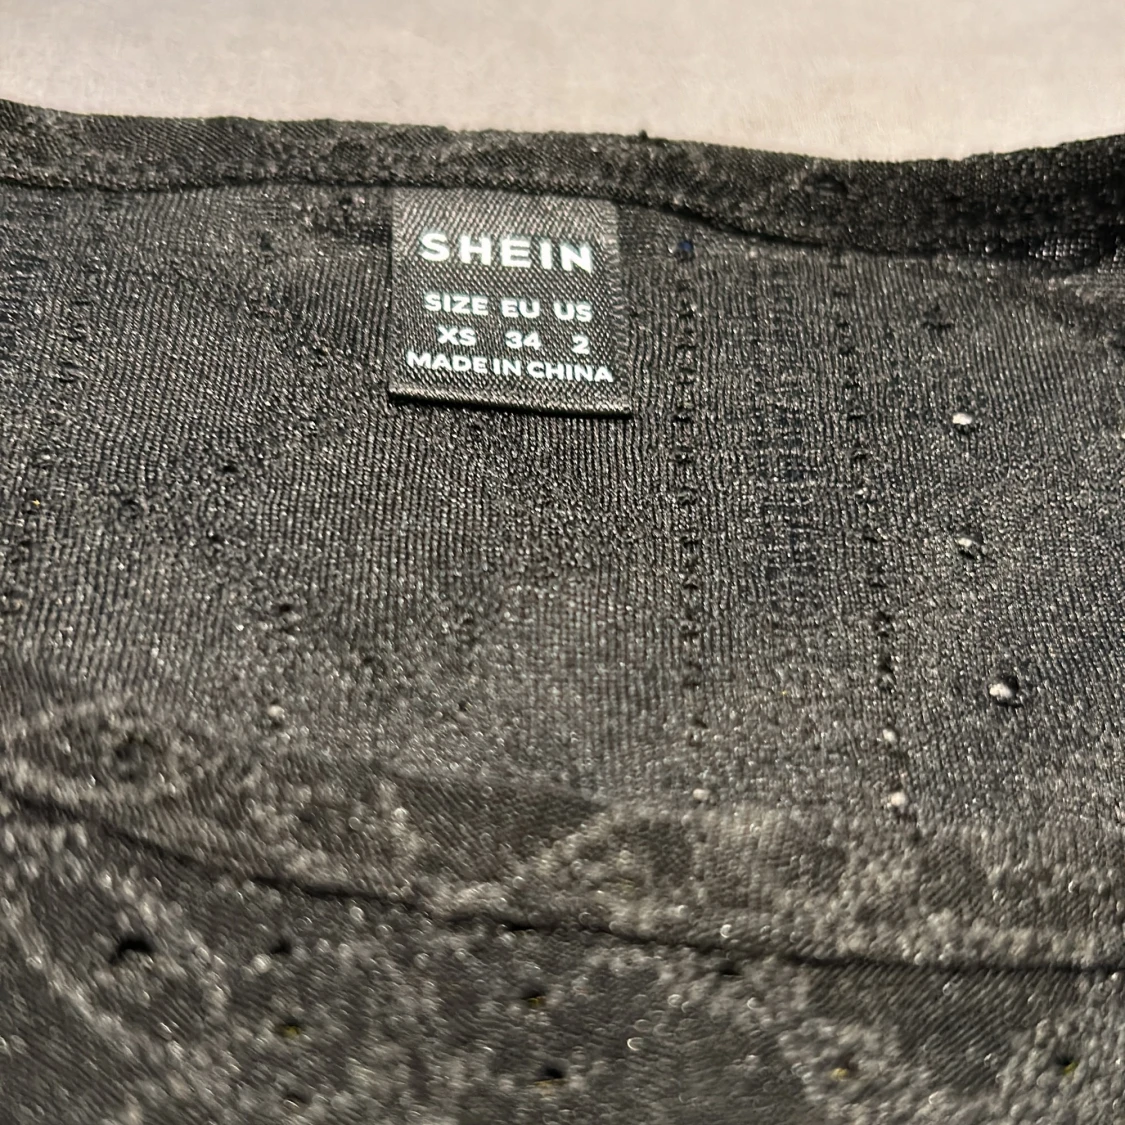 SHEIN
SIZE EU US
XS 34 2
MADE IN CHINA